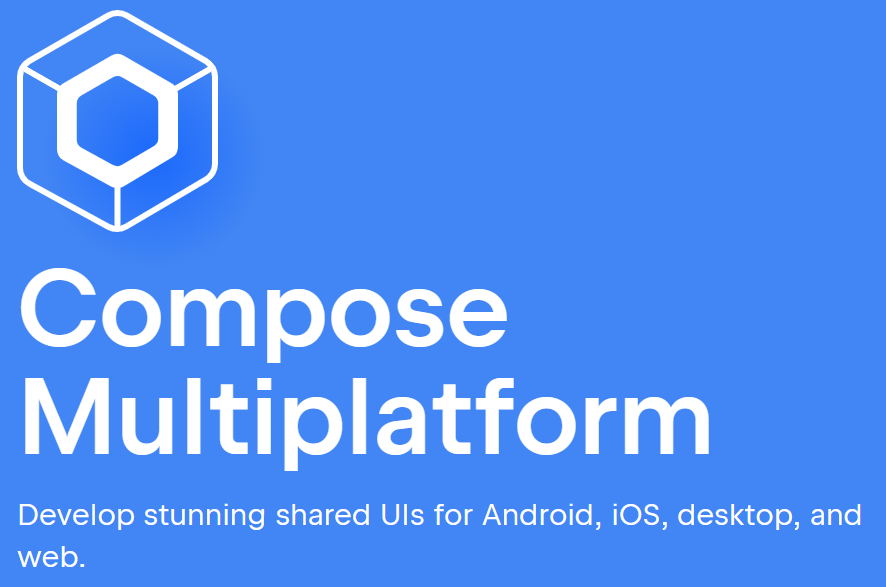 Compose
Multiplatform
Develop stunning shared UIs for Android, iOS, desktop, and
web.